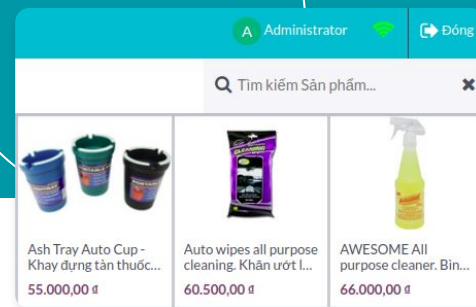 A Administrator Đóng
Tìm kiếm Sản phẩm...
CLEANING
Ash Tray Auto Cup -
Khay đựng tàn thuốc...
55.000,00 đ
Auto wipes all purpose
cleaning. Khăn ướt l...
60.500,00 đ
AWESOME All
purpose cleaner. Bìn...
66.000,00 đ